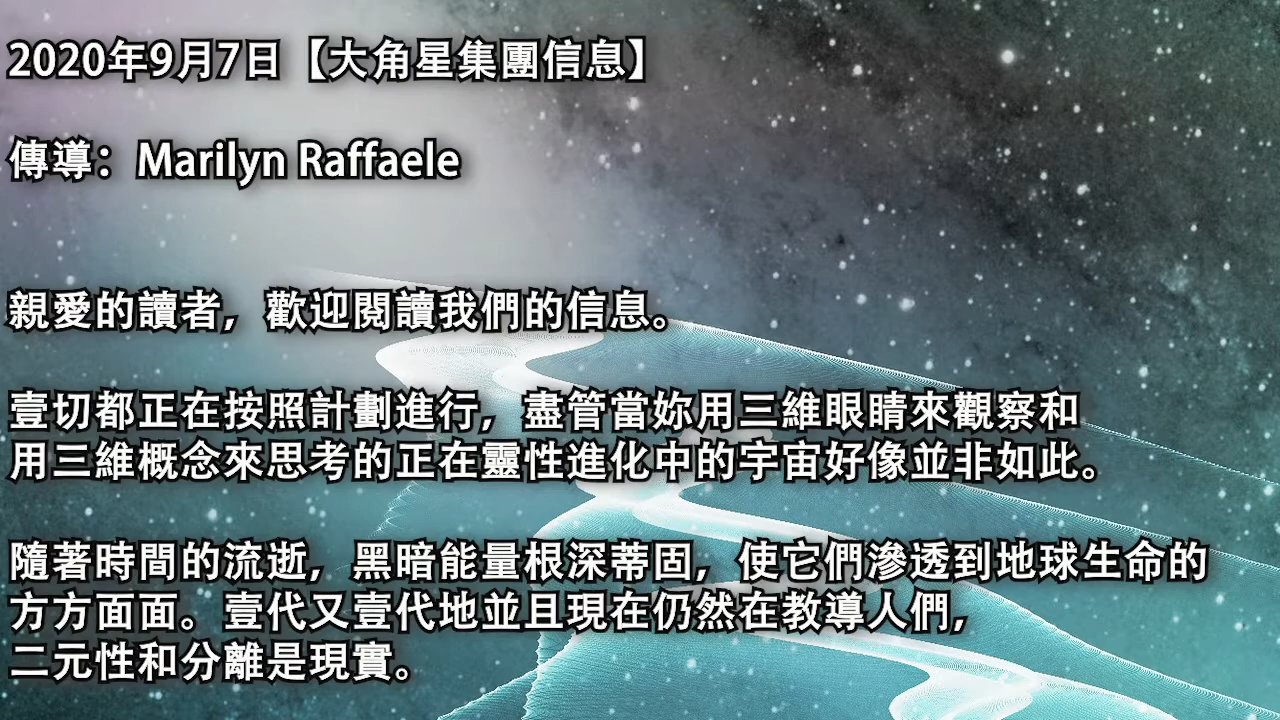 2020年9月7日【大角星集團信息】
傳導：Marilyn Raffaele
親愛的讀者，歡迎閱讀我們的信息。
壹切都正在按照計劃進行，盡管當妳用三維眼睛來觀察和
用三維概念來思考的正在靈性進化中的宇宙好像並非如此。
隨著時間的流逝，黑暗能量根深蒂固，使它們滲透到地球生命的
方方面面。壹代又壹代地並且現在仍然在教導人們，
二元性和分離是現實。